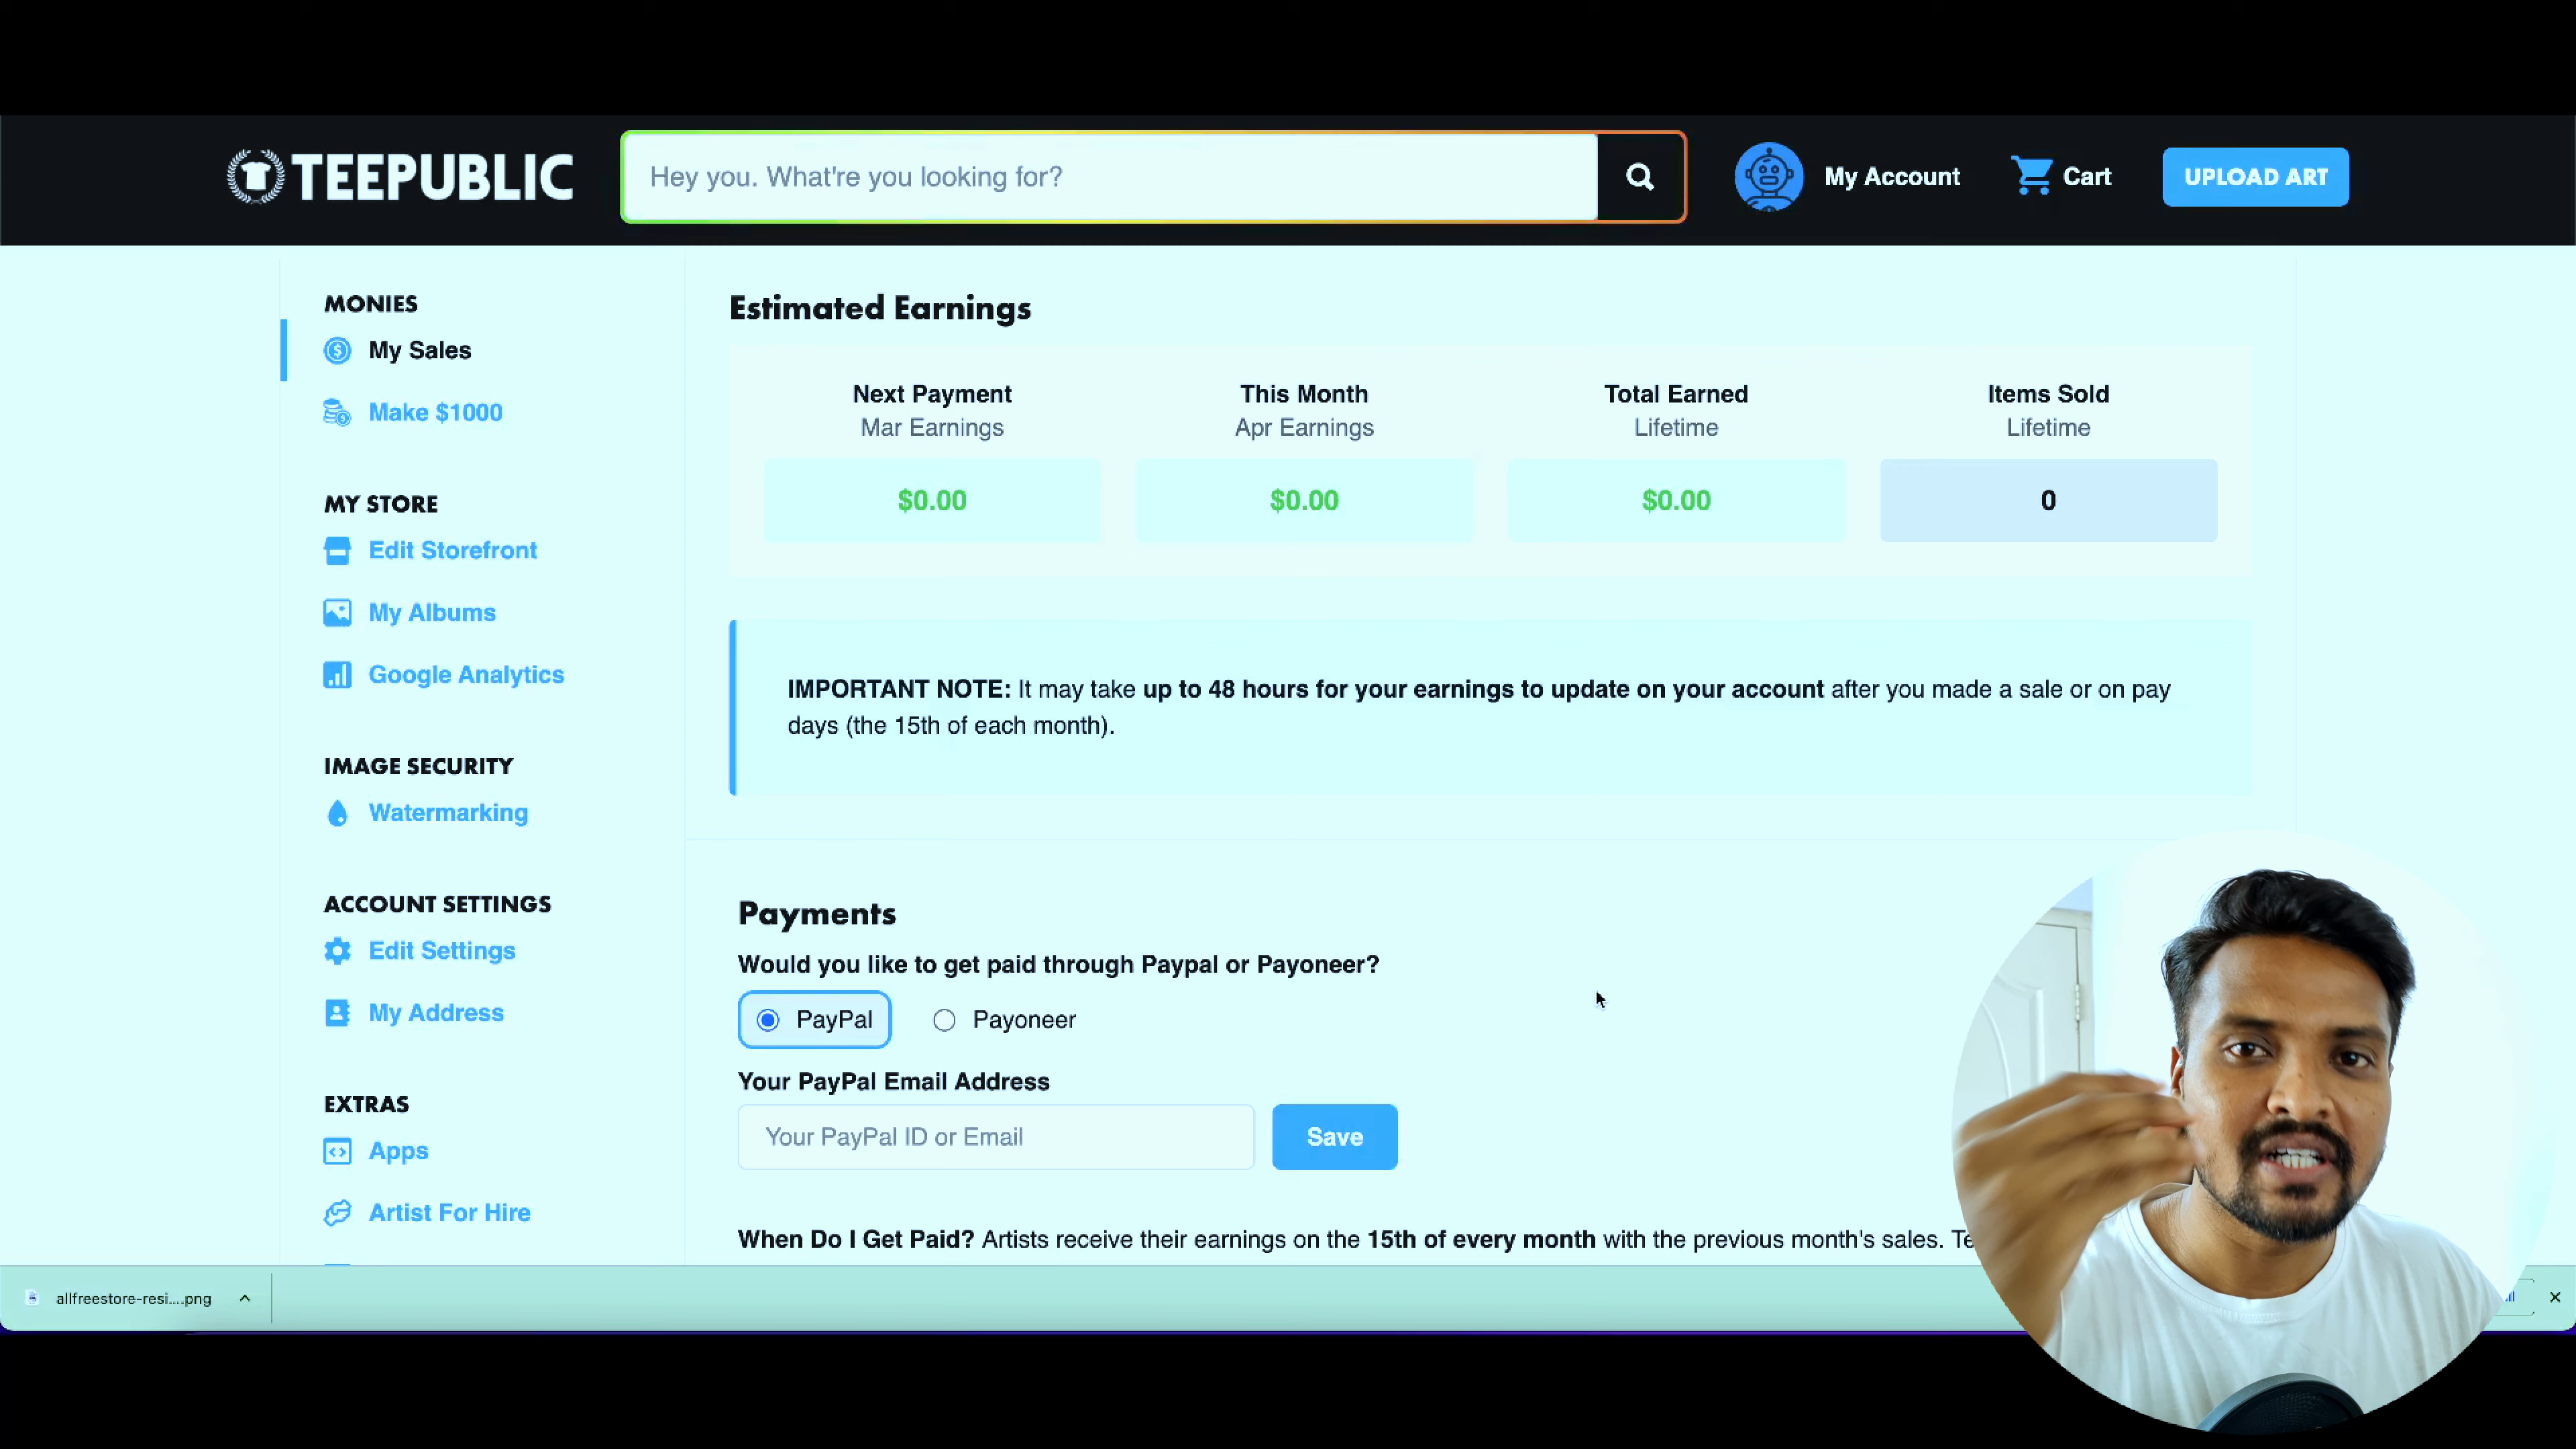 TEEPUBLIC
Hey you. What're you looking for?
My Account
Cart
UPLOAD ART
MONIES
My Sales
Make $1000
MY STORE
Edit Storefront
My Albums
Google Analytics
IMAGE SECURITY
Watermarking
ACCOUNT SETTINGS
Edit Settings
My Address
EXTRAS
Apps
Artist For Hire
Estimated Earnings
Next Payment
Mar Earnings
$0.00
This Month
Apr Earnings
$0.00
Total Earned
Lifetime
$0.00
Items Sold
Lifetime
0
IMPORTANT NOTE: It may take up to 48 hours for your earnings to update on your account after you made a sale or on pay
days (the 15th of each month).
Payments
Would you like to get paid through Paypal or Payoneer?
PayPal
Payoneer
Your PayPal Email Address
Your PayPal ID or Email
Save
When Do I Get Paid? Artists receive their earnings on the 15th of every month with the previous month's sales.
allfreestore-resi....png